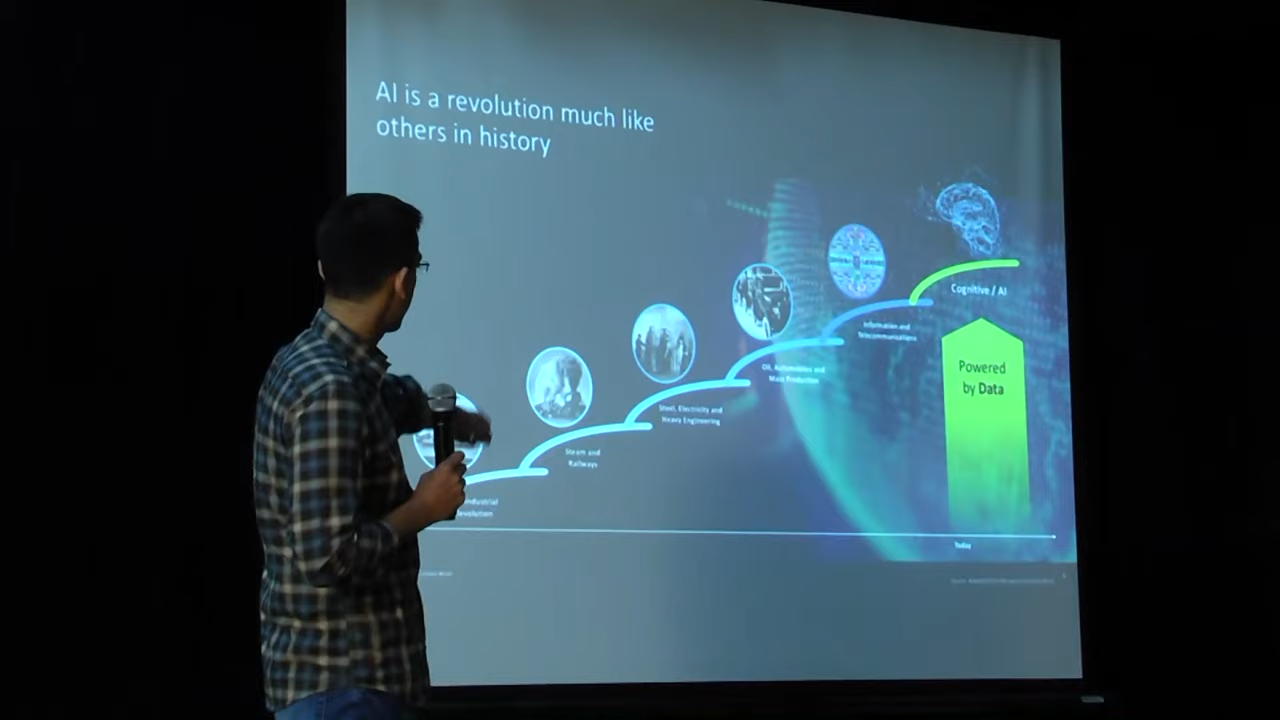 AI is a revolution much like
others in history
Cognitive / AI
Information and
Telecommunications
Oil, Automobiles and
Mass Production
Powered
by Data
Steel, Electricity and
Heavy Engineering
Steam and
Railways
Today